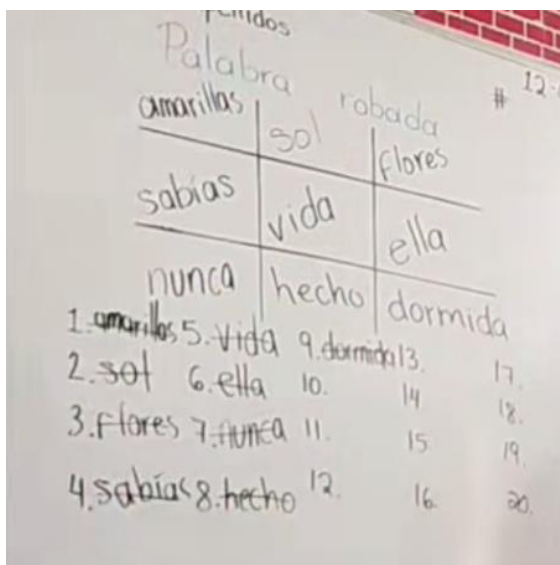 Palabra robada
# 12:
amarillas sol flores
sabías vida ella
nunca hecho dormida
1. amarillas 5. vida 9. dormida 13. 17.
2. sol 6. ella 10. 14 18.
3. flores 7. nunca 11. 15 19.
4. sabías 8. hecho 12. 16. 20.